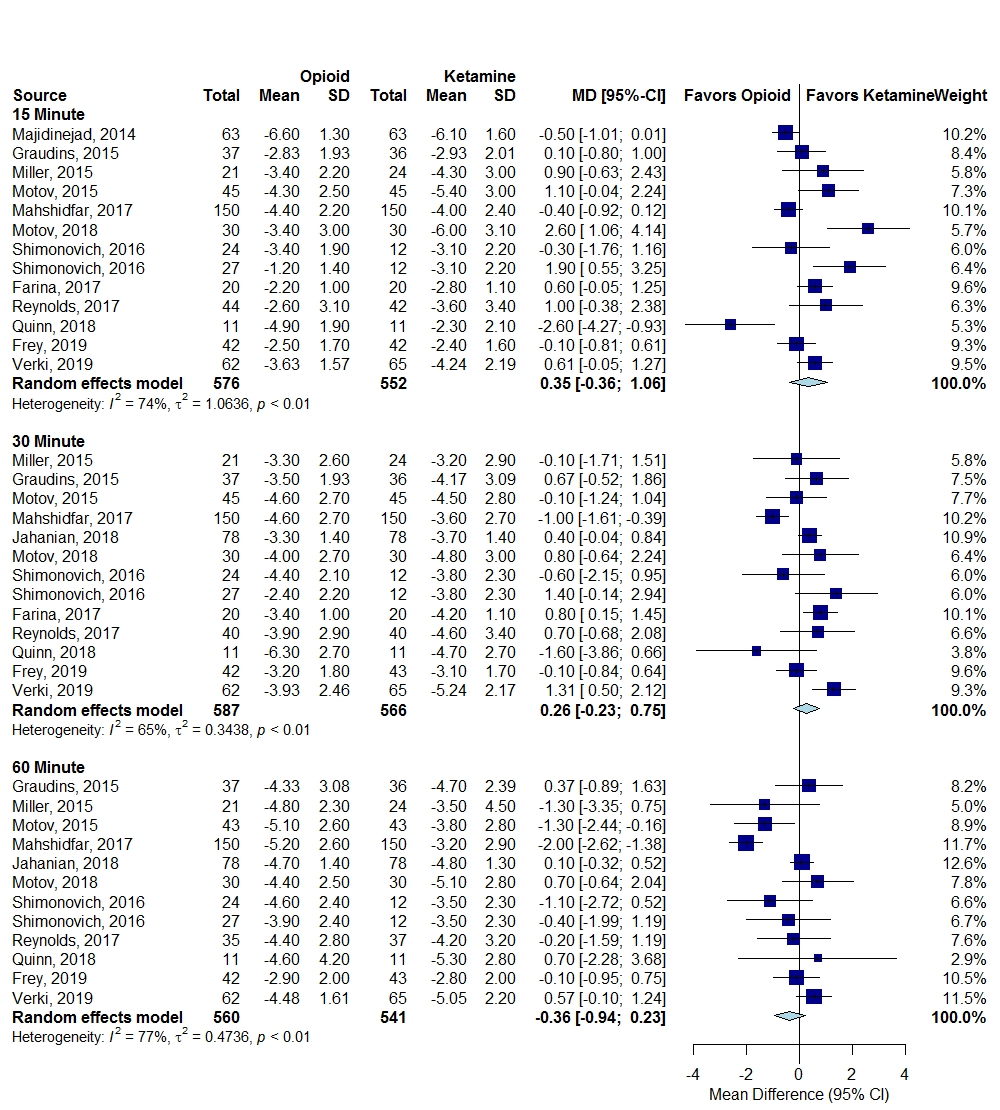 Opioid Ketamine
Source Total Mean SD Total Mean SD MD [95%-CI] Favors Opioid Favors KetamineWeight
15 Minute
Majidinejad, 2014 63 -6.60 1.30 63 -6.10 1.60 -0.50 [-1.01; 0.01] 10.2%
Graudins, 2015 37 -2.83 1.93 36 -2.93 2.01 0.10 [-0.80; 1.00] 8.4%
Miller, 2015 21 -3.40 2.20 24 -4.30 3.00 0.90 [-0.63; 2.43] 5.8%
Motov, 2015 45 -4.30 2.50 45 -5.40 3.00 1.10 [-0.04; 2.24] 7.3%
Mahshidfar, 2017 150 -4.40 2.20 150 -4.00 2.40 -0.40 [-0.92; 0.12] 10.1%
Motov, 2018 30 -3.40 3.00 30 -6.00 3.10 2.60 [ 1.06; 4.14] 5.7%
Shimonovich, 2016 24 -3.40 1.90 12 -3.10 2.20 -0.30 [-1.76; 1.16] 6.0%
Shimonovich, 2016 27 -1.20 1.40 12 -3.10 2.20 1.90 [ 0.55; 3.25] 6.4%
Farina, 2017 20 -2.20 1.00 20 -2.80 1.10 0.60 [-0.05; 1.25] 9.6%
Reynolds, 2017 44 -2.60 3.10 42 -3.60 3.40 1.00 [-0.38; 2.38] 6.3%
Quinn, 2018 11 -4.90 1.90 11 -2.30 2.10 -2.60 [-4.27; -0.93] 5.3%
Frey, 2019 42 -2.50 1.70 42 -2.40 1.60 -0.10 [-0.81; 0.61] 9.3%
Verki, 2019 62 -3.63 1.57 65 -4.24 2.19 0.61 [-0.05; 1.27] 9.5%
Random effects model 576 552 0.35 [-0.36; 1.06] 100.0%
Heterogeneity: I² = 74%, τ² = 1.0636, p < 0.01
30 Minute
Miller, 2015 21 -3.30 2.60 24 -3.20 2.90 -0.10 [-1.71; 1.51] 5.8%
Graudins, 2015 37 -3.50 1.93 36 -4.17 3.09 0.67 [-0.52; 1.86] 7.5%
Motov, 2015 45 -4.60 2.70 45 -4.50 2.80 -0.10 [-1.24; 1.04] 7.7%
Mahshidfar, 2017 150 -4.60 2.70 150 -3.60 2.70 -1.00 [-1.61; -0.39] 10.2%
Jahanian, 2018 78 -3.30 1.40 78 -3.70 1.40 0.40 [-0.04; 0.84] 10.9%
Motov, 2018 30 -4.00 2.70 30 -4.80 3.00 0.80 [-0.64; 2.24] 6.4%
Shimonovich, 2016 24 -4.40 2.10 12 -3.80 2.30 -0.60 [-2.15; 0.95] 6.0%
Shimonovich, 2016 27 -2.40 2.20 12 -3.80 2.30 1.40 [-0.14; 2.94] 6.0%
Farina, 2017 20 -3.40 1.00 20 -4.20 1.10 0.80 [ 0.15; 1.45] 10.1%
Reynolds, 2017 40 -3.90 2.90 40 -4.60 3.40 0.70 [-0.68; 2.08] 6.6%
Quinn, 2018 11 -6.30 2.70 11 -4.70 2.70 -1.60 [-3.86; 0.66] 3.8%
Frey, 2019 42 -3.20 1.80 43 -3.10 1.70 -0.10 [-0.84; 0.64] 9.6%
Verki, 2019 62 -3.93 2.46 65 -5.24 2.17 1.31 [ 0.50; 2.12] 9.3%
Random effects model 587 566 0.26 [-0.23; 0.75] 100.0%
Heterogeneity: I² = 65%, τ² = 0.3438, p < 0.01
60 Minute
Graudins, 2015 37 -4.33 3.08 36 -4.70 2.39 0.37 [-0.89; 1.63] 8.2%
Miller, 2015 21 -4.80 2.30 24 -3.50 4.50 -1.30 [-3.35; 0.75] 5.0%
Motov, 2015 43 -5.10 2.60 43 -3.80 2.80 -1.30 [-2.44; -0.16] 8.9%
Mahshidfar, 2017 150 -5.20 2.60 150 -3.20 2.90 -2.00 [-2.62; -1.38] 11.7%
Jahanian, 2018 78 -4.70 1.40 78 -4.80 1.30 0.10 [-0.32; 0.52] 12.6%
Motov, 2018 30 -4.40 2.50 30 -5.10 2.80 0.70 [-0.64; 2.04] 7.8%
Shimonovich, 2016 24 -4.60 2.40 12 -3.50 2.30 -1.10 [-2.72; 0.52] 6.6%
Shimonovich, 2016 27 -3.90 2.40 12 -3.50 2.30 -0.40 [-1.99; 1.19] 6.7%
Reynolds, 2017 35 -4.40 2.80 37 -4.20 3.20 -0.20 [-1.59; 1.19] 7.6%
Quinn, 2018 11 -4.60 4.20 11 -5.30 2.80 0.70 [-2.28; 3.68] 2.9%
Frey, 2019 42 -2.90 2.00 43 -2.80 2.00 -0.10 [-0.95; 0.75] 10.5%
Verki, 2019 62 -4.48 1.61 65 -5.05 2.20 0.57 [-0.10; 1.24] 11.5%
Random effects model 560 541 -0.36 [-0.94; 0.23] 100.0%
Heterogeneity: I² = 77%, τ² = 0.4736, p < 0.01
-4 -2 0 2 4
Mean Difference (95% CI)